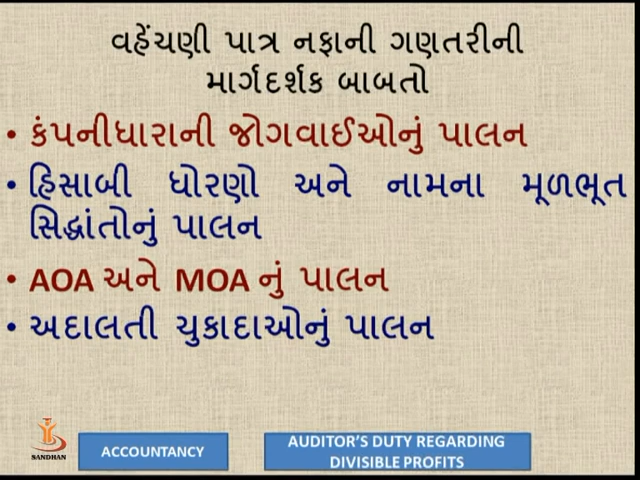 વહેંચણી પાત્ર નફાની ગણતરીની
માર્ગદર્શક બાબતો
• કંપનીધારાની જોગવાઈઓનું પાલન
• હિસાબી ધોરણો અને નામના મૂળભૂત
સિદ્ધાંતોનું પાલન
• AOA અને MOA નું પાલન
• અદાલતી ચુકાદાઓનું પાલન
SANDHAN
ACCOUNTANCY
AUDITOR'S DUTY REGARDING
DIVISIBLE PROFITS